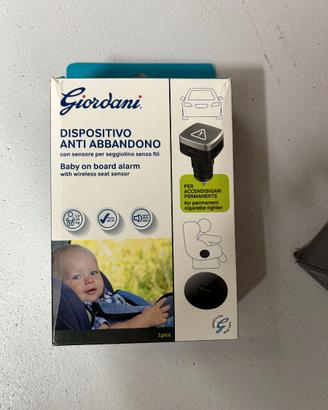 Giordani
DISPOSITIVO
ANTI ABBANDONO
con sensore per seggiolino senza fili
Baby on board alarm
with wireless seat sensor
PER
ACCENDISIGARI
PERMANENTE
for permanent
cigarette lighter
1pcs